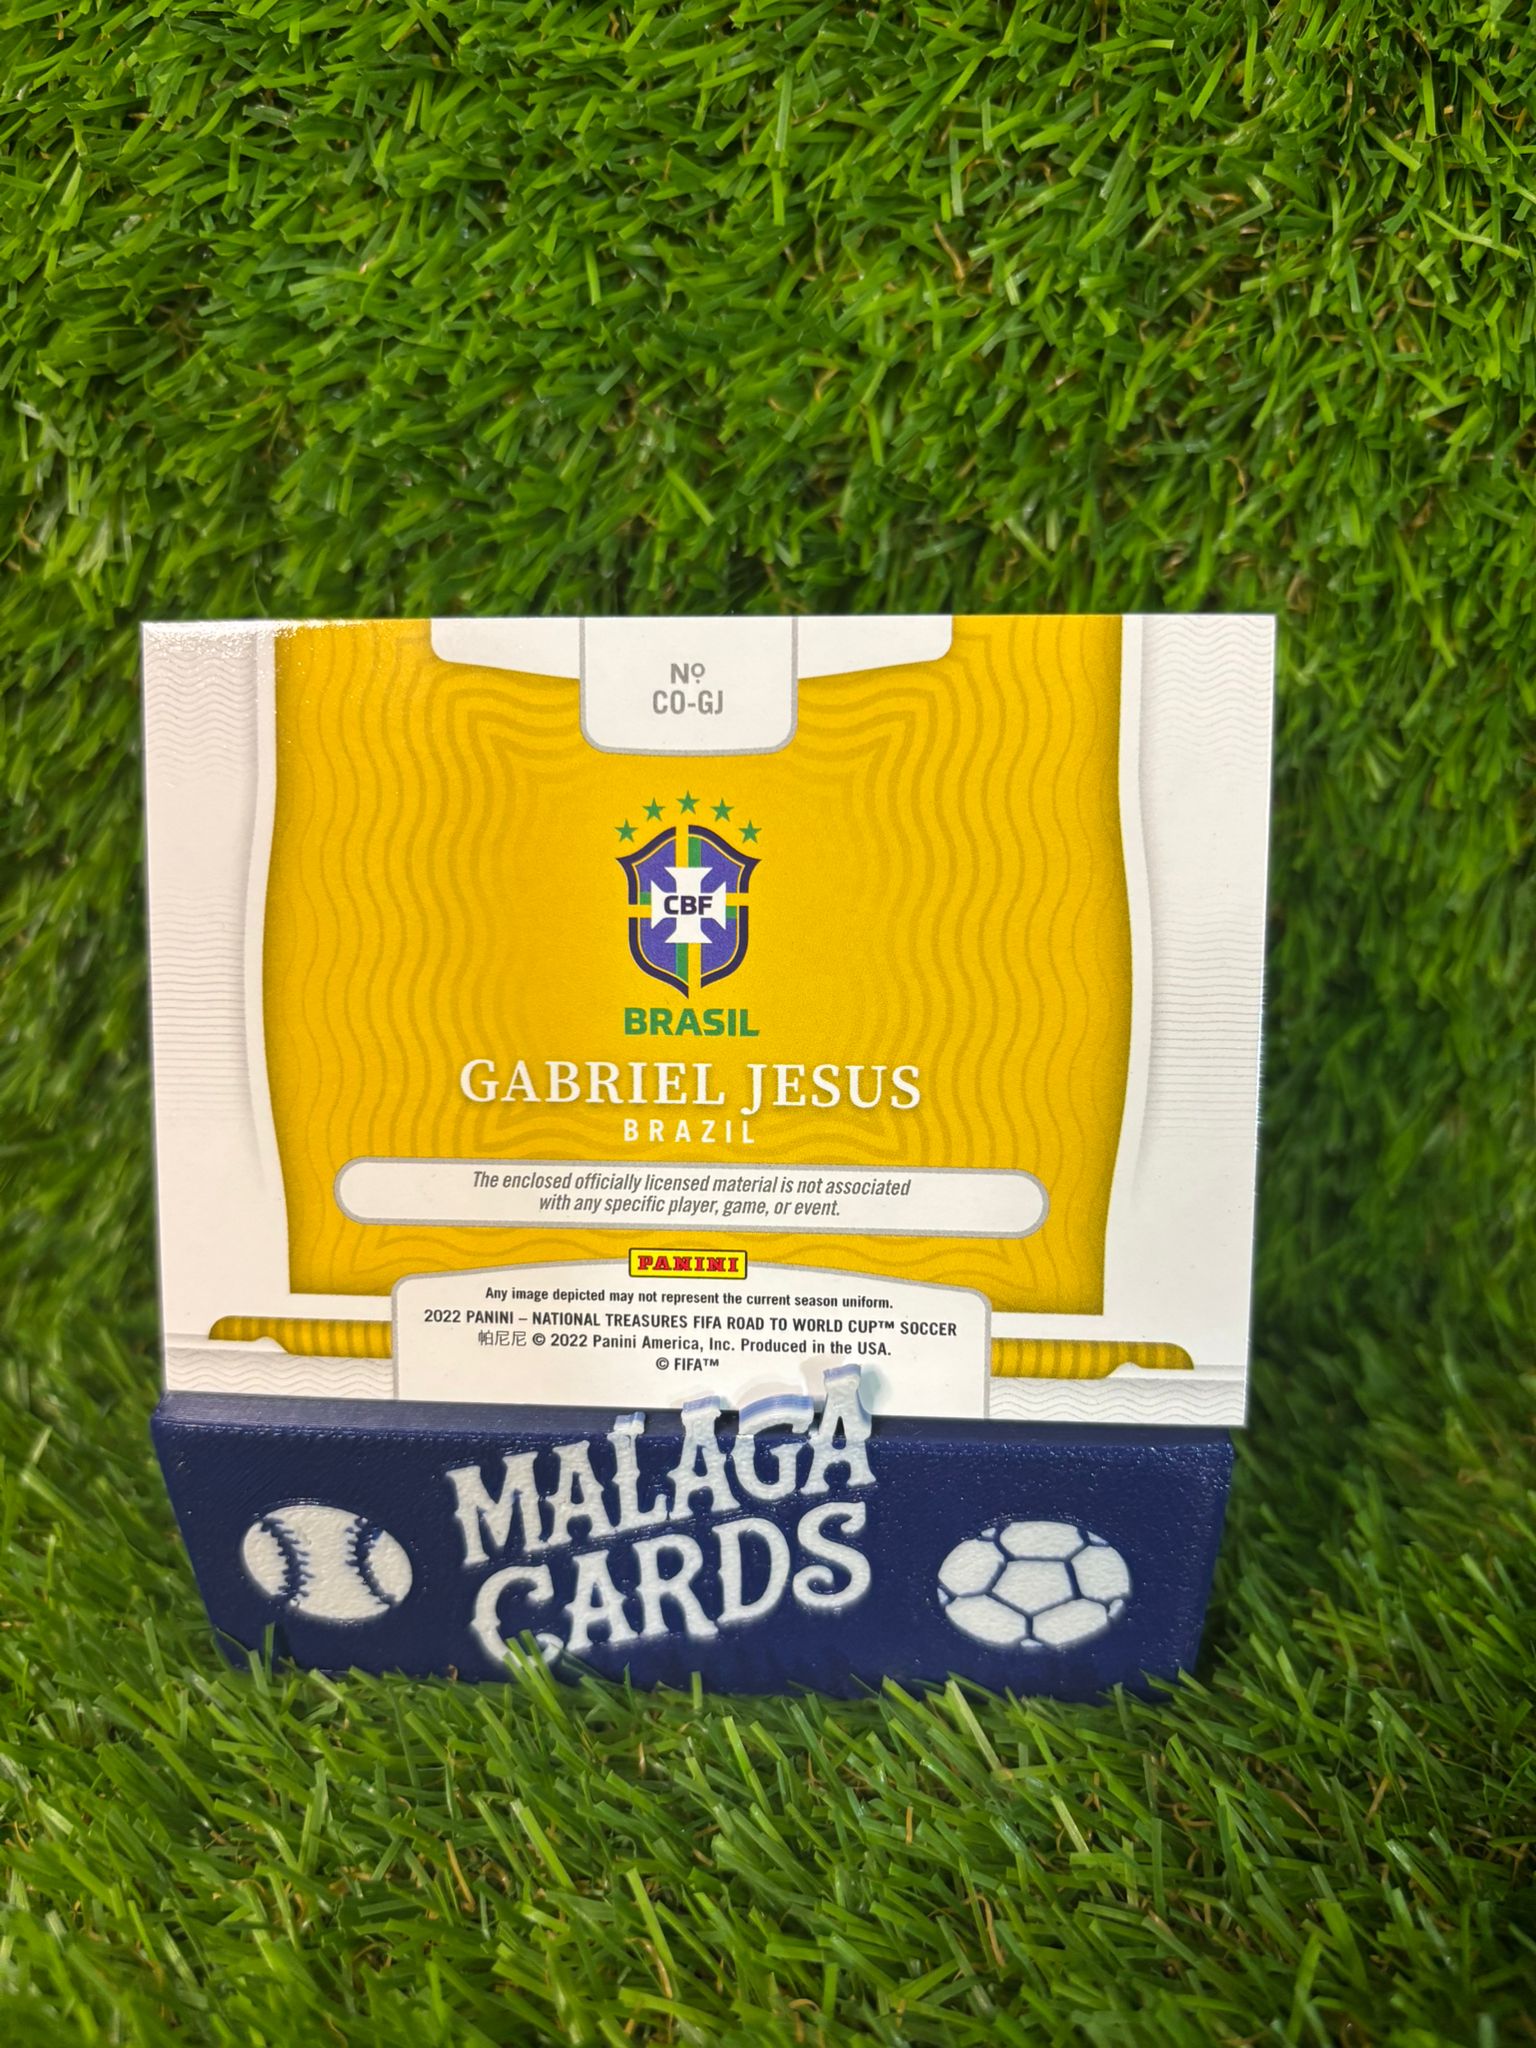 Nº
CO-GJ
CBF
BRASIL
GABRIEL JESUS
BRAZIL
The enclosed officially licensed material is not associated
with any specific player, game, or event.
PANINI
Any image depicted may not represent the current season uniform.
2022 PANINI – NATIONAL TREASURES FIFA ROAD TO WORLD CUP™ SOCCER
帕尼尼 © 2022 Panini America, Inc. Produced in the USA.
© FIFA™
MALAGA
CARDS